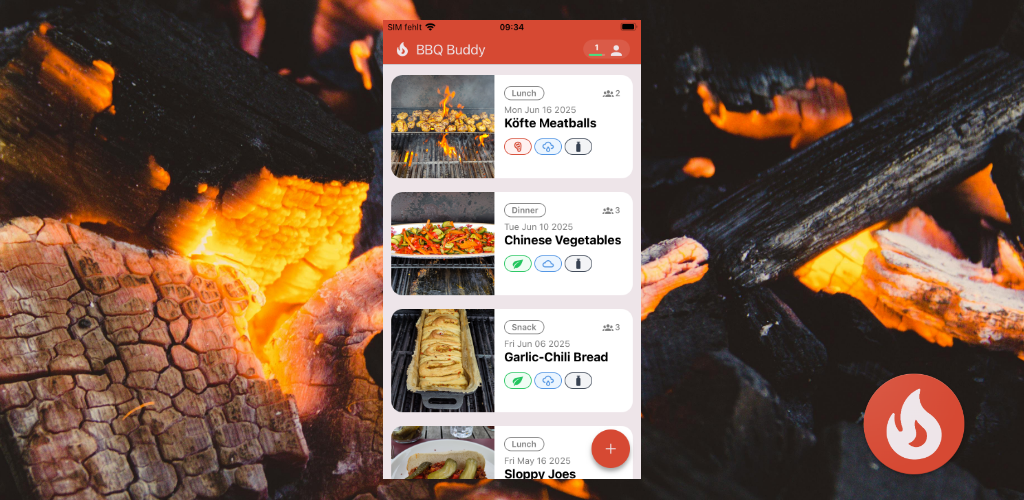 SIM fehlt 09:34
BBQ Buddy 1
Lunch 2
Mon Jun 16 2025
Köfte Meatballs
Dinner 3
Tue Jun 10 2025
Chinese Vegetables
Snack 3
Fri Jun 06 2025
Garlic-Chili Bread
Lunch
Fri May 16 2025
Sloppy Joes
+